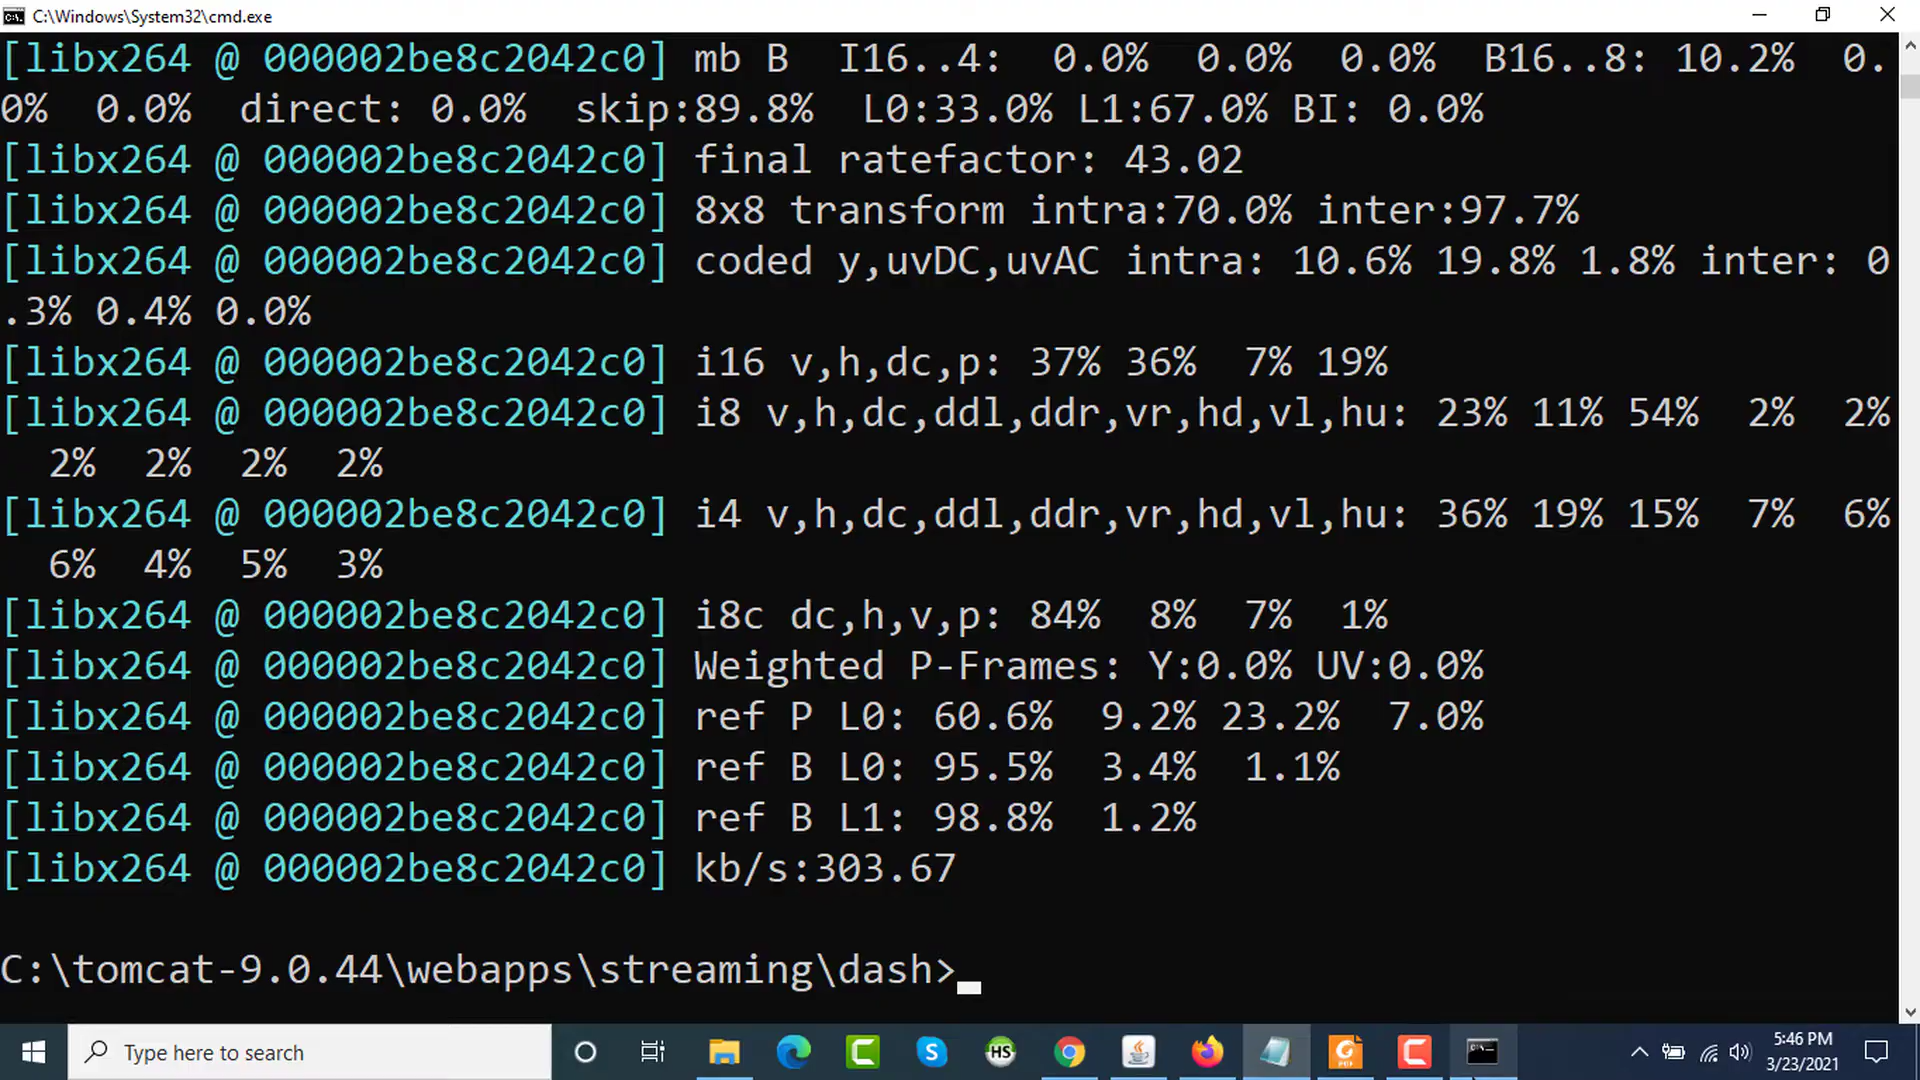 C:\Windows\System32\cmd.exe
[libx264 @ 000002be8c2042c0] mb B  I16..4:  0.0%  0.0%  0.0%  B16..8: 10.2%  0.
0%  0.0%  direct: 0.0%  skip:89.8%  L0:33.0% L1:67.0% BI: 0.0%
[libx264 @ 000002be8c2042c0] final ratefactor: 43.02
[libx264 @ 000002be8c2042c0] 8x8 transform intra:70.0% inter:97.7%
[libx264 @ 000002be8c2042c0] coded y,uvDC,uvAC intra: 10.6% 19.8% 1.8% inter: 0
.3% 0.4% 0.0%
[libx264 @ 000002be8c2042c0] i16 v,h,dc,p: 37% 36%  7% 19%
[libx264 @ 000002be8c2042c0] i8 v,h,dc,ddl,ddr,vr,hd,vl,hu: 23% 11% 54%  2%  2%
  2%  2%  2%  2%
[libx264 @ 000002be8c2042c0] i4 v,h,dc,ddl,ddr,vr,hd,vl,hu: 36% 19% 15%  7%  6%
  6%  4%  5%  3%
[libx264 @ 000002be8c2042c0] i8c dc,h,v,p: 84%  8%  7%  1%
[libx264 @ 000002be8c2042c0] Weighted P-Frames: Y:0.0% UV:0.0%
[libx264 @ 000002be8c2042c0] ref P L0: 60.6%  9.2% 23.2%  7.0%
[libx264 @ 000002be8c2042c0] ref B L0: 95.5%  3.4%  1.1%
[libx264 @ 000002be8c2042c0] ref B L1: 98.8%  1.2%
[libx264 @ 000002be8c2042c0] kb/s:303.67
C:\tomcat-9.0.44\webapps\streaming\dash>
Type here to search
HS
5:46 PM
3/23/2021